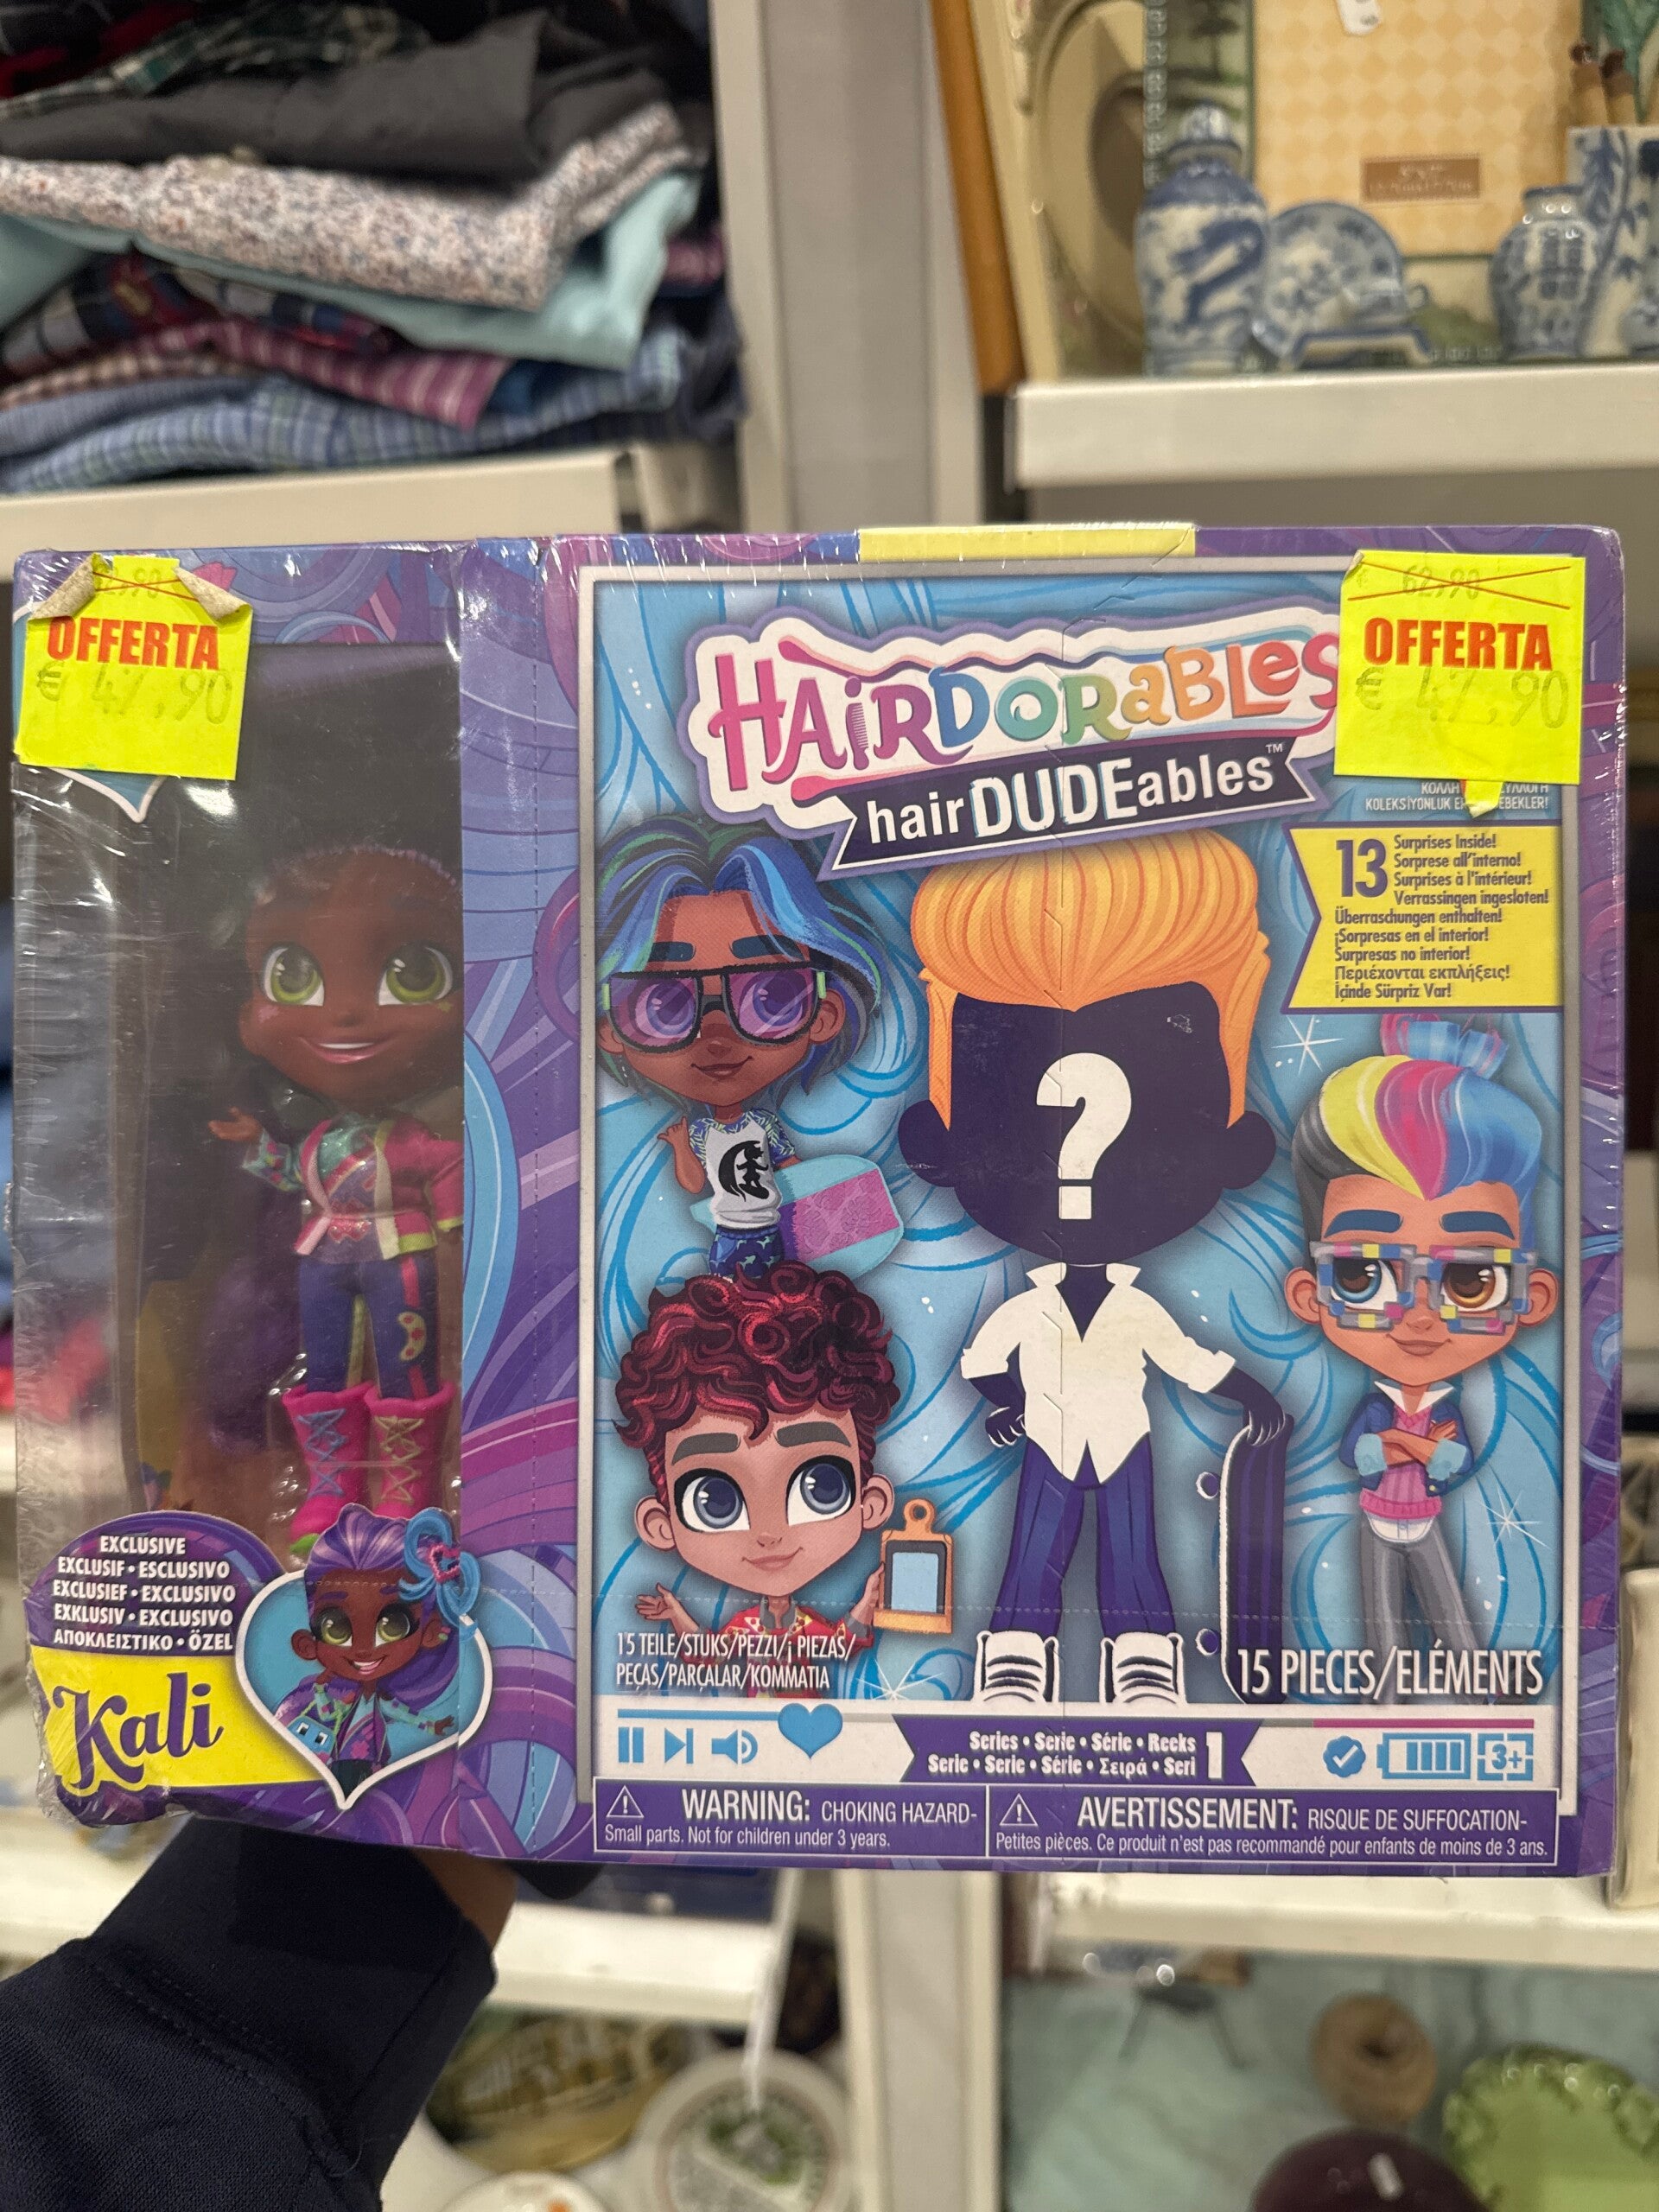 OFFERTA
€ 47,90
62,90
OFFERTA
€ 47,90
HAIRDORABLES
hairDUDEables™
KOLEKSİYONLUK
13
Surprises Inside!
Sorprese all'interno!
Surprises à l'intérieur!
Verrassingen ingesloten!
Überraschungen enthalten!
¡Sorpresas en el interior!
Surpresas no interior!
Περιέχονται εκπλήξεις!
İçinde Sürpriz Var!
?
EXCLUSIVE
EXCLUSIF • ESCLUSIVO
EXCLUSIEF • EXCLUSIVO
EXKLUSIV • EXCLUSIVO
ΑΠΟΚΛΕΙΣΤΙΚΟ • ÖZEL
Kali
15 TEILE/STUKS/PEZZI/¡ PIEZAS/
PEÇAS/PARÇALAR/KOMMATIA
15 PIECES/ELÉMENTS
Series • Serie • Série • Reeks
Serie • Serie • Série • Σειρά • Seri
1
3+
WARNING: CHOKING HAZARD-
Small parts. Not for children under 3 years.
AVERTISSEMENT: RISQUE DE SUFFOCATION-
Petites pièces. Ce produit n'est pas recommandé pour enfants de moins de 3 ans.